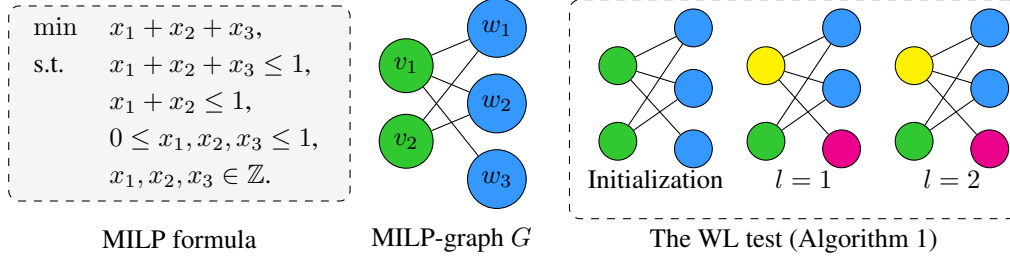 min x₁ + x₂ + x₃,
s.t. x₁ + x₂ + x₃ ≤ 1,
x₁ + x₂ ≤ 1,
0 ≤ x₁, x₂, x₃ ≤ 1,
x₁, x₂, x₃ ∈ ℤ.
MILP formula
v₁
v₂
w₁
w₂
w₃
MILP-graph G
Initialization
l = 1
l = 2
The WL test (Algorithm 1)